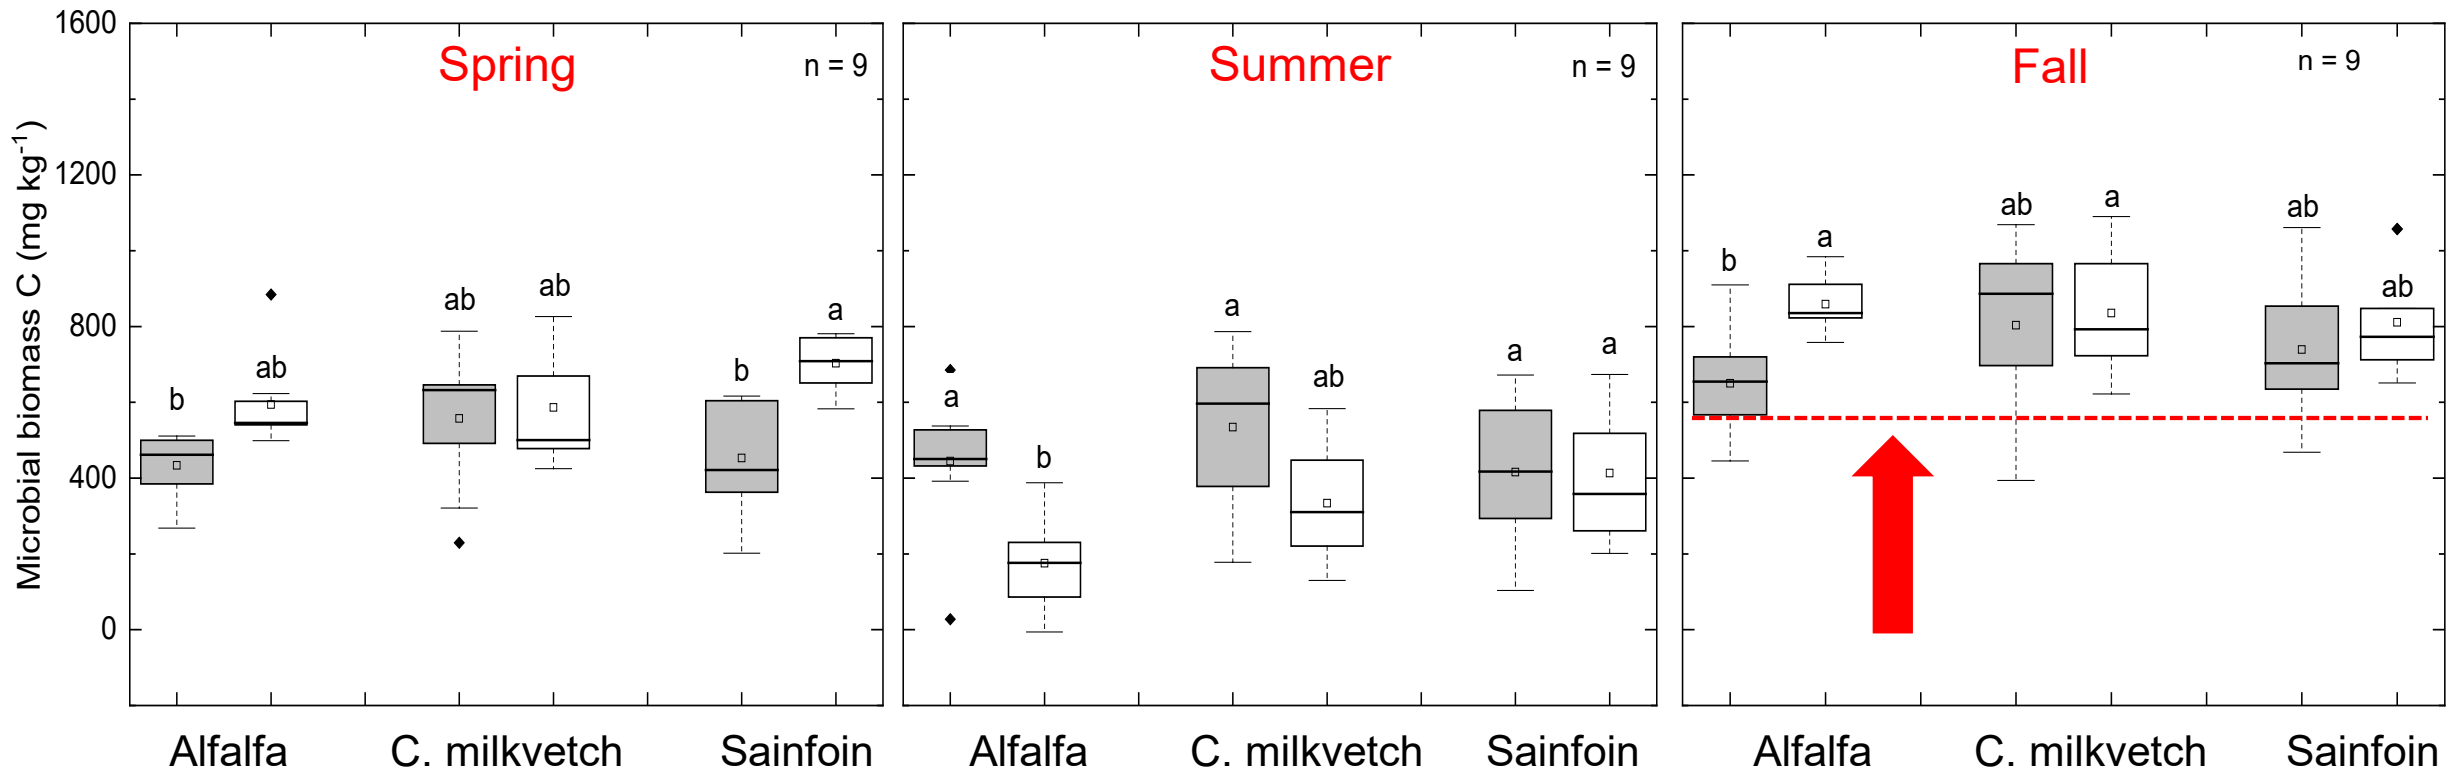 Microbial biomass C (mg kg⁻¹)
1600
1200
800
400
0
Spring
n = 9
b
ab
ab
ab
b
a
Alfalfa
C. milkvetch
Sainfoin
Summer
n = 9
a
b
a
ab
a
a
Alfalfa
C. milkvetch
Sainfoin
Fall
n = 9
b
a
ab
a
ab
ab
Alfalfa
C. milkvetch
Sainfoin